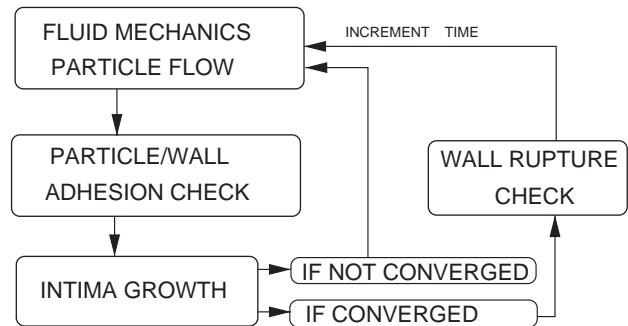 FLUID MECHANICS
PARTICLE FLOW
INCREMENT TIME
PARTICLE/WALL
ADHESION CHECK
WALL RUPTURE
CHECK
INTIMA GROWTH
IF NOT CONVERGED
IF CONVERGED